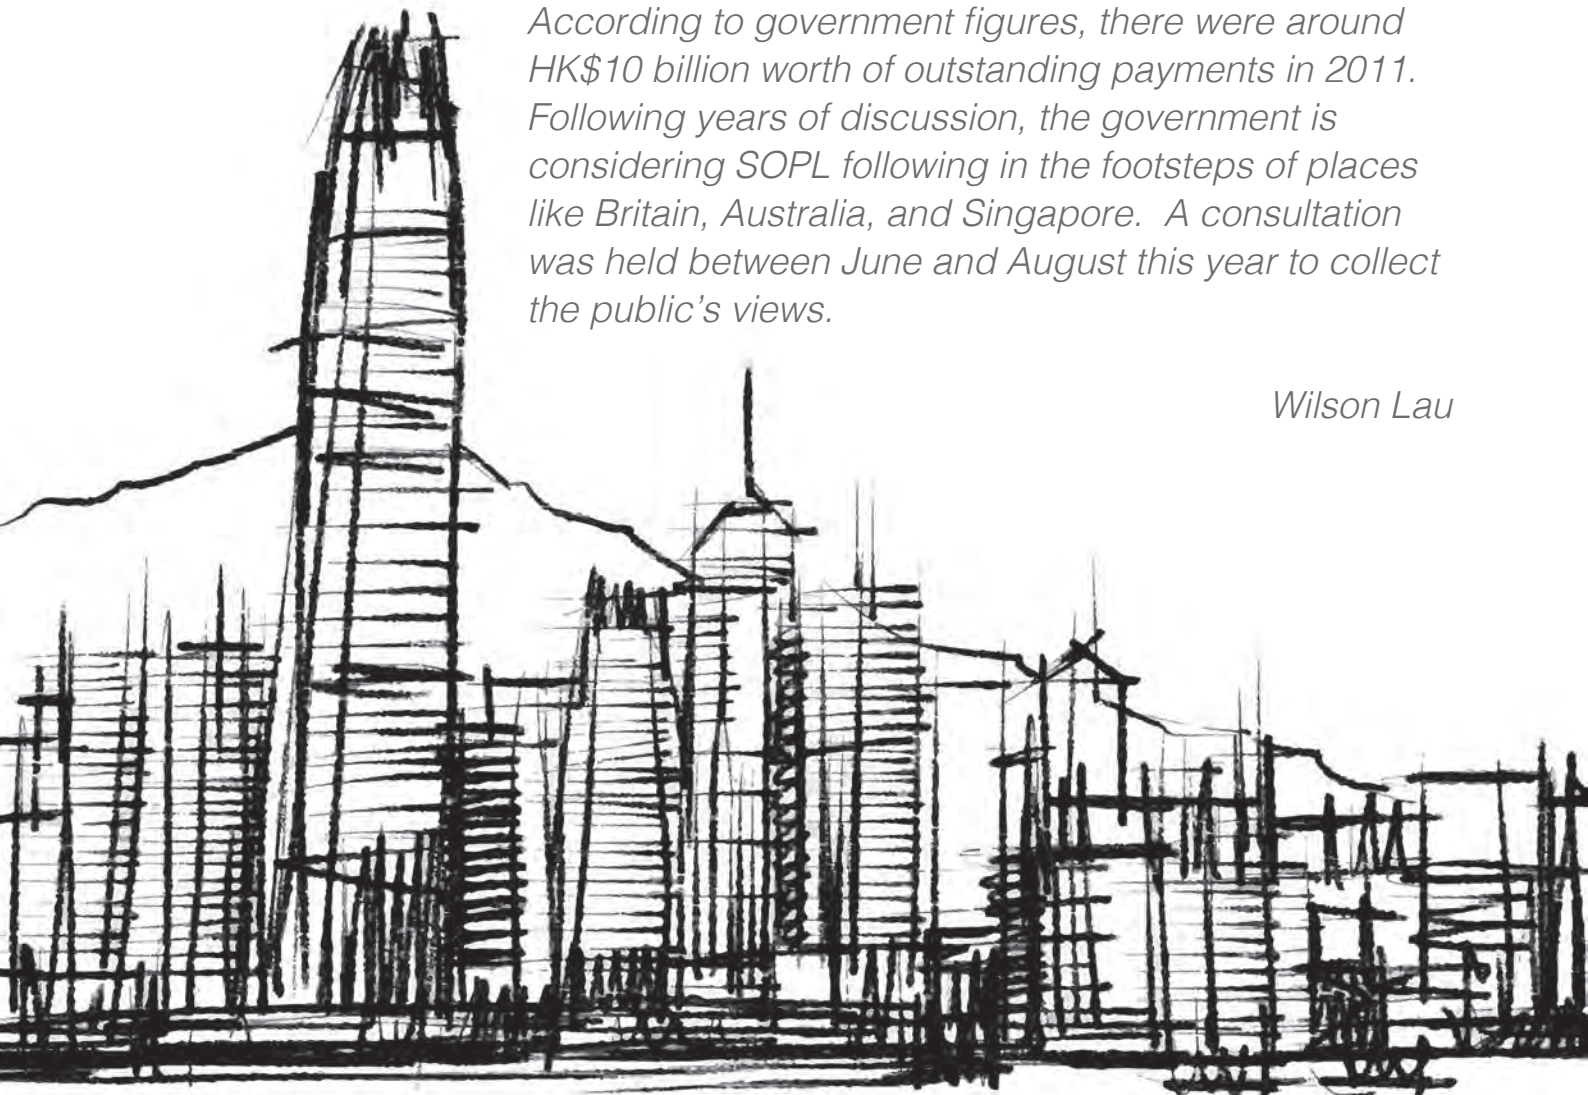 According to government figures, there were around
HK$10 billion worth of outstanding payments in 2011.
Following years of discussion, the government is
considering SOPL following in the footsteps of places
like Britain, Australia, and Singapore.  A consultation
was held between June and August this year to collect
the public’s views.
Wilson Lau